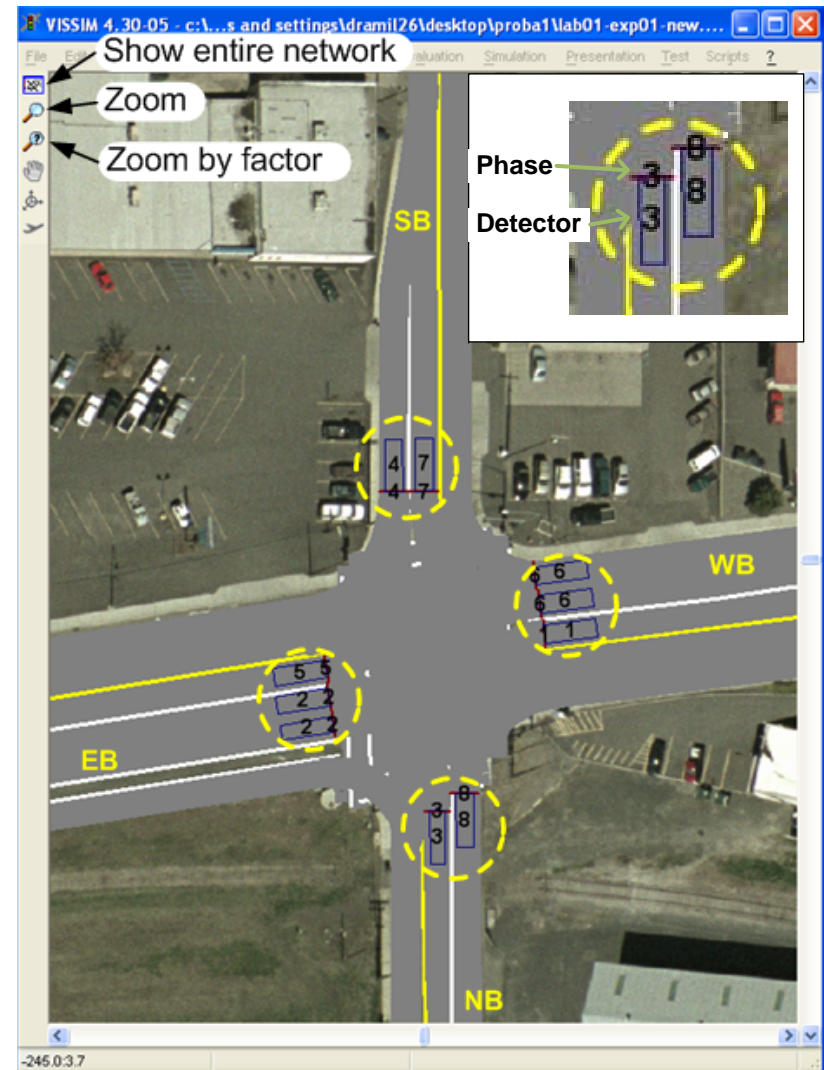 VISSIM 4.30-05 - c:\...s and settings\dramil26\desktop\proba1\lab01-exp01-new....
File Edit Evaluation Simulation Presentation Test Scripts ?
Show entire network
Zoom
Zoom by factor
Phase
Detector
3 8
3 8
SB
4 7
4 7
WB
6 6
6 6
1 1
5 5
2 2
2 2
EB
3 8
3 8
NB
-245.0:3.7